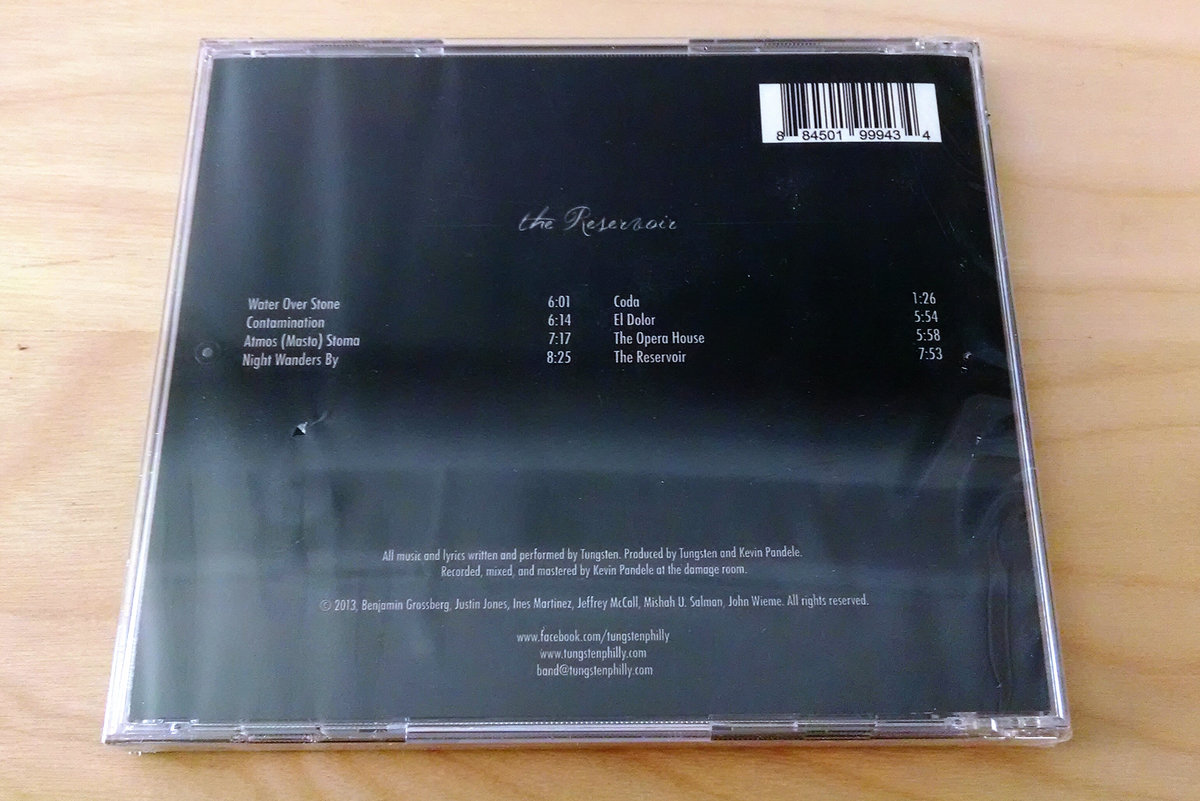 8 84501 99943 4
the Reservoir
Water Over Stone 6:01
Contamination 6:14
Atmos (Masto) Stoma 7:17
Night Wanders By 8:25
Coda 1:26
El Dolor 5:54
The Opera House 5:58
The Reservoir 7:53
All music and lyrics written and performed by Tungsten. Produced by Tungsten and Kevin Pandele.
Recorded, mixed, and mastered by Kevin Pandele at the damage room.
© 2013, Benjamin Grossberg, Justin Jones, Ines Martinez, Jeffrey McCall, Mishah U. Salman, John Wieme. All rights reserved.
www.facebook.com/tungstenphilly
www.tungstenphilly.com
band@tungstenphilly.com